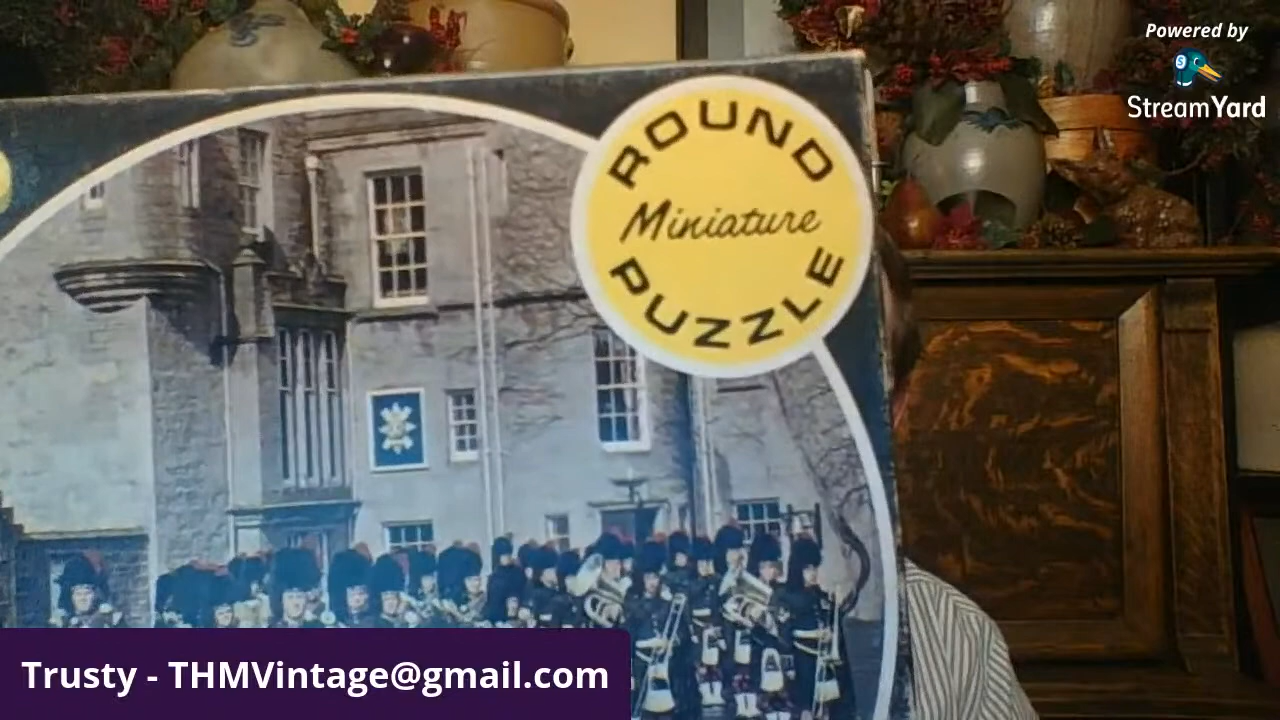 Powered by
StreamYard
ROUND
Miniature
PUZZLE
Trusty - THMVintage@gmail.com